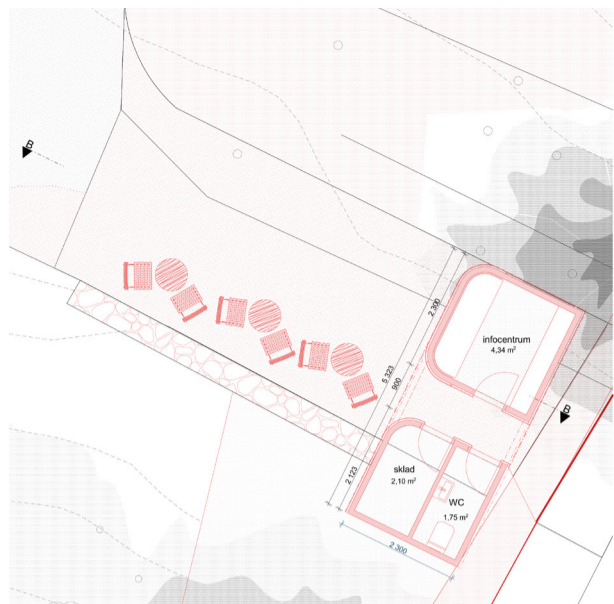 B
2 300
infocentrum
4,34 m²
5 323
900
B
sklad
2,10 m²
WC
1,75 m²
2 123
2 300